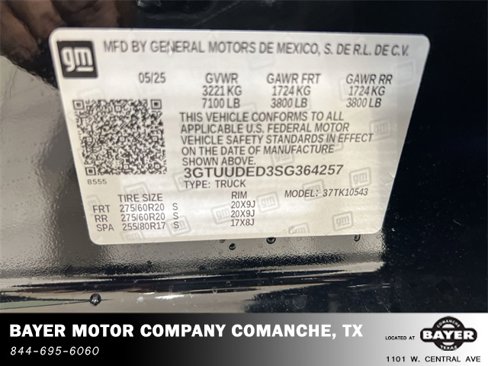 gm
MFD BY GENERAL MOTORS DE MEXICO, S. DE R.L. DE C.V.
05/25 GVWR GAWR FRT GAWR RR
3221 KG 1724 KG 1724 KG
7100 LB 3800 LB 3800 LB
THIS VEHICLE CONFORMS TO ALL
APPLICABLE U.S. FEDERAL MOTOR
VEHICLE SAFETY STANDARDS IN EFFECT
ON THE DATE OF MANUFACTURE
SHOWN ABOVE.
3GTUUDED3SG364257
8555
TYPE: TRUCK MODEL: 37TK10543
TIRE SIZE RIM
FRT 275/60R20 S 20X9J
RR 275/60R20 S 20X9J
SPA 255/80R17 S 17X8J
BAYER MOTOR COMPANY COMANCHE, TX
844-695-6060
LOCATED AT
COMANCHE
BAYER
TEXAS
1101 W. CENTRAL AVE